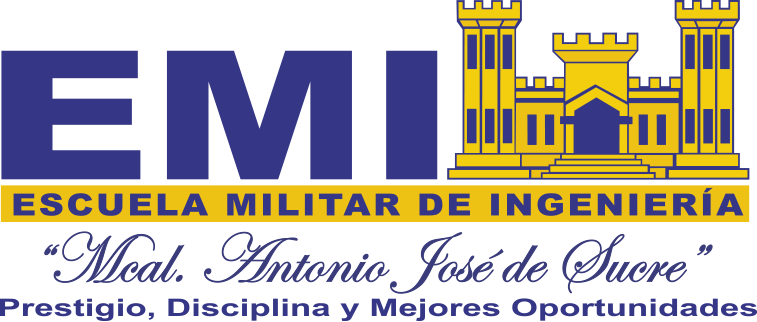 EMI
ESCUELA MILITAR DE INGENIERÍA
“Mcal. Antonio José de Sucre”
Prestigio, Disciplina y Mejores Oportunidades